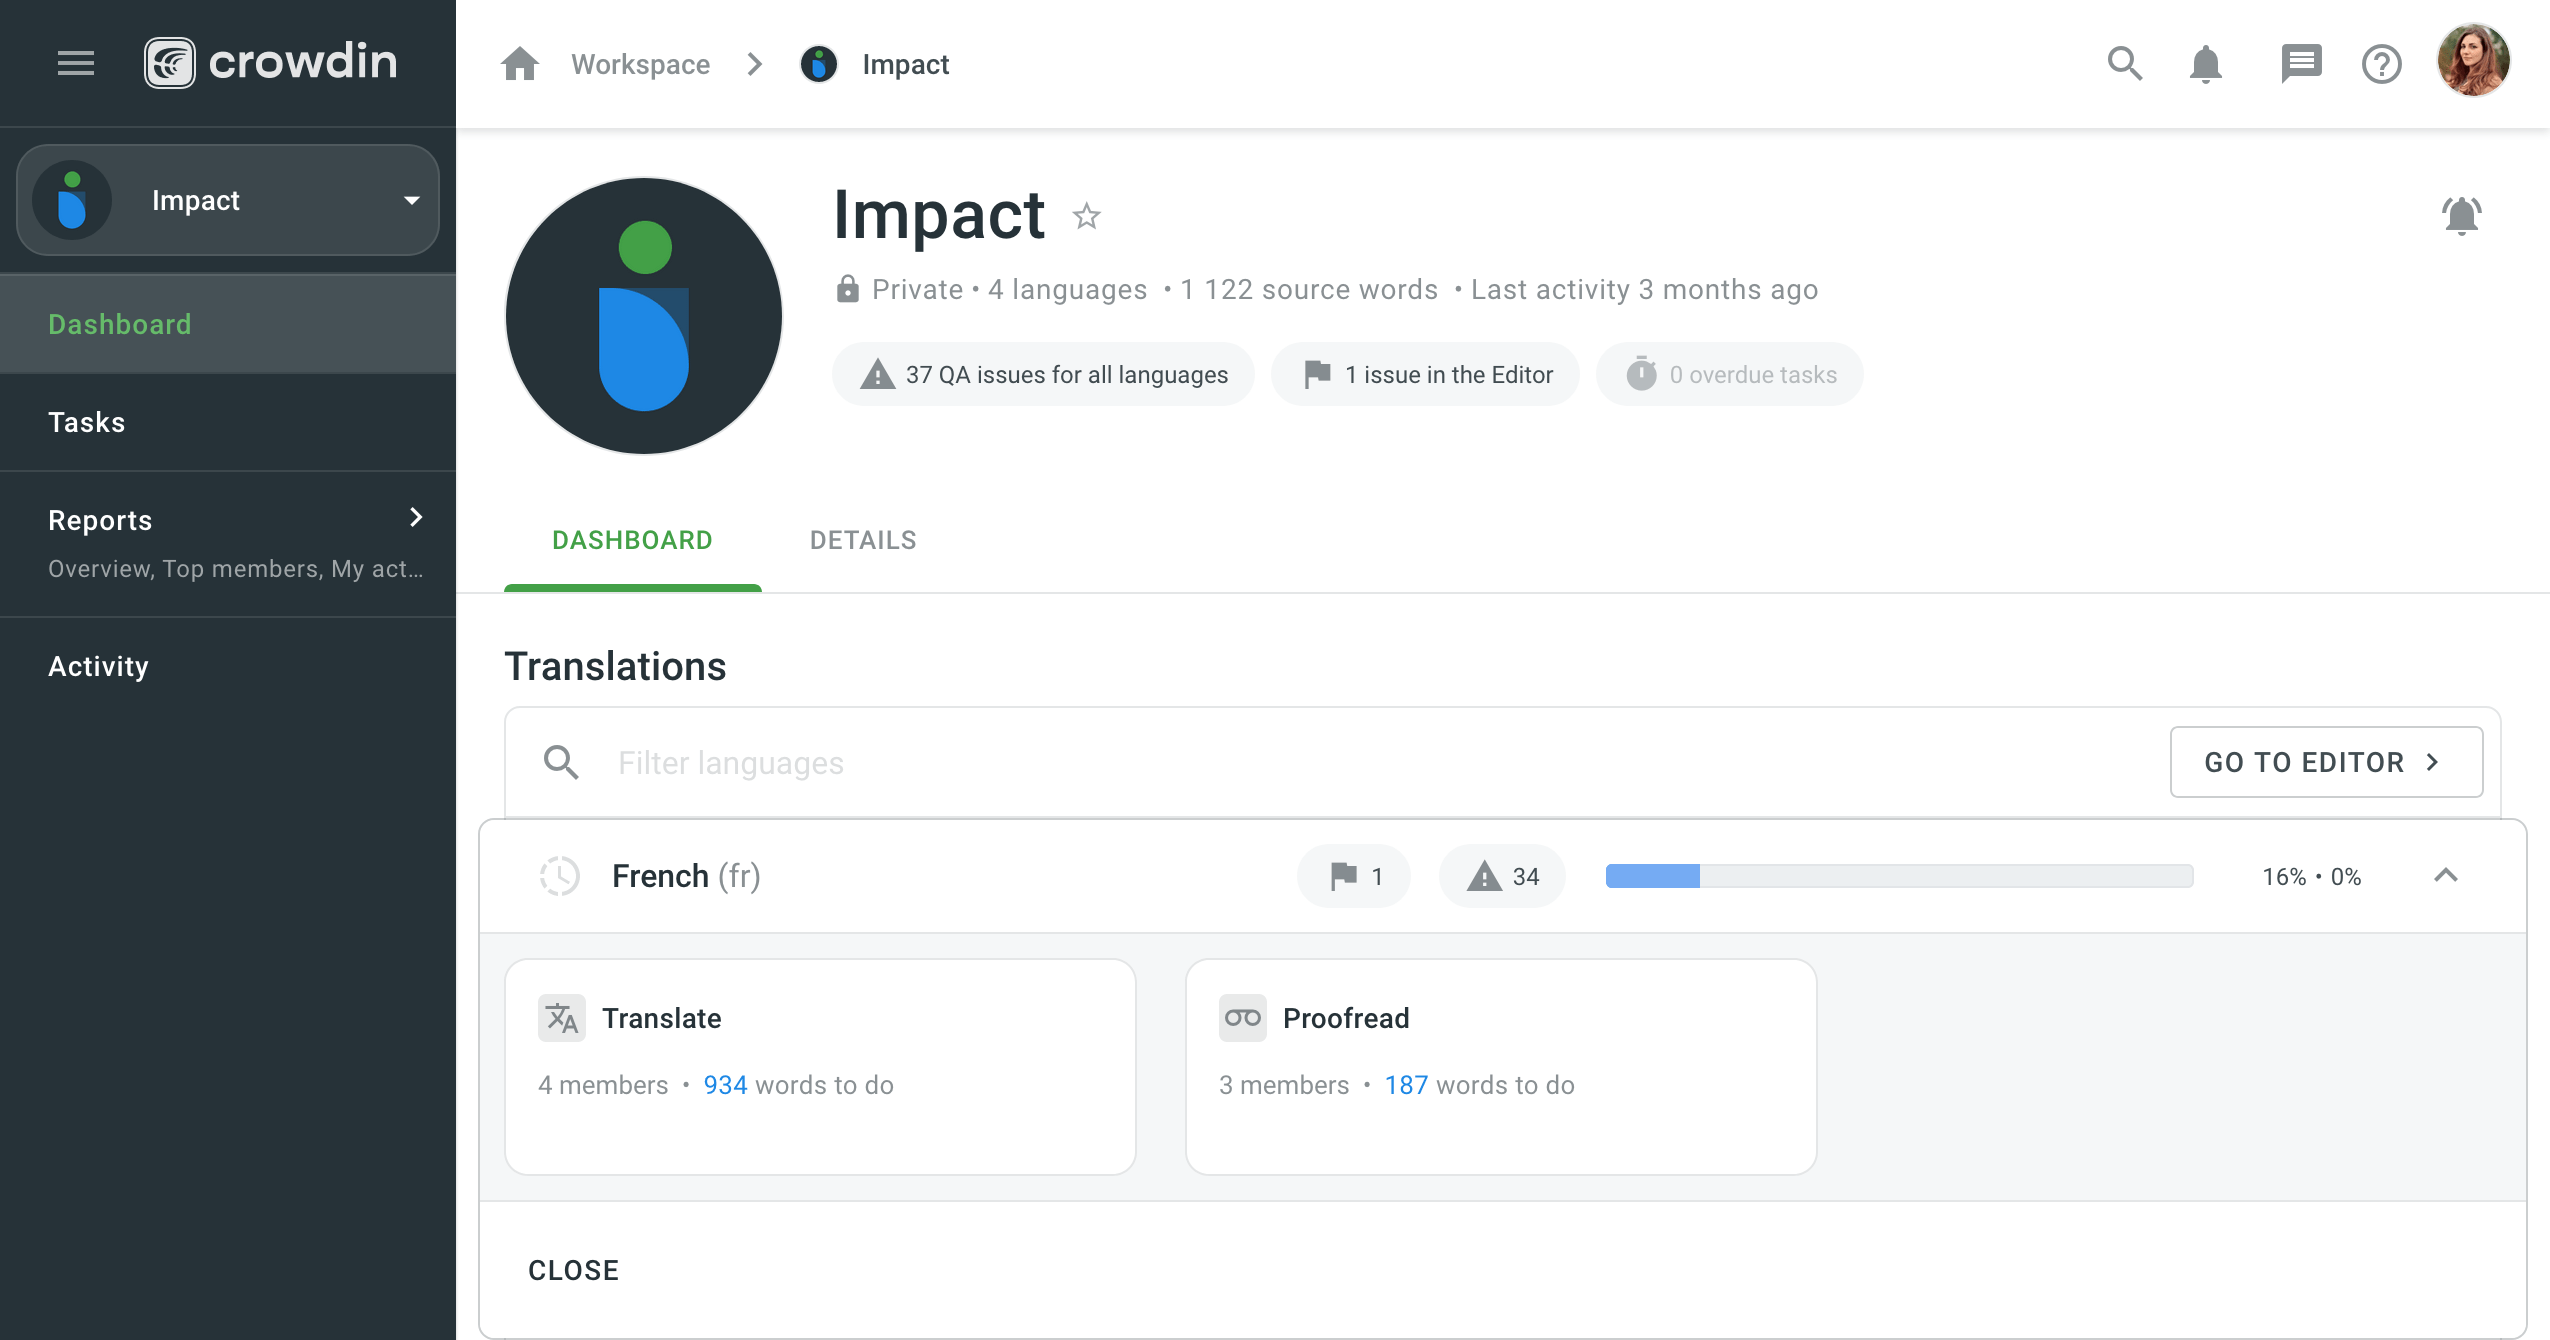 crowdin
Workspace
Impact
Impact
Dashboard
Tasks
Reports
Overview, Top members, My act...
Activity
Impact
Private • 4 languages • 1 122 source words • Last activity 3 months ago
37 QA issues for all languages
1 issue in the Editor
0 overdue tasks
DASHBOARD
DETAILS
Translations
Filter languages
GO TO EDITOR
French (fr)
1
34
16% • 0%
Translate
4 members • 934 words to do
Proofread
3 members • 187 words to do
CLOSE